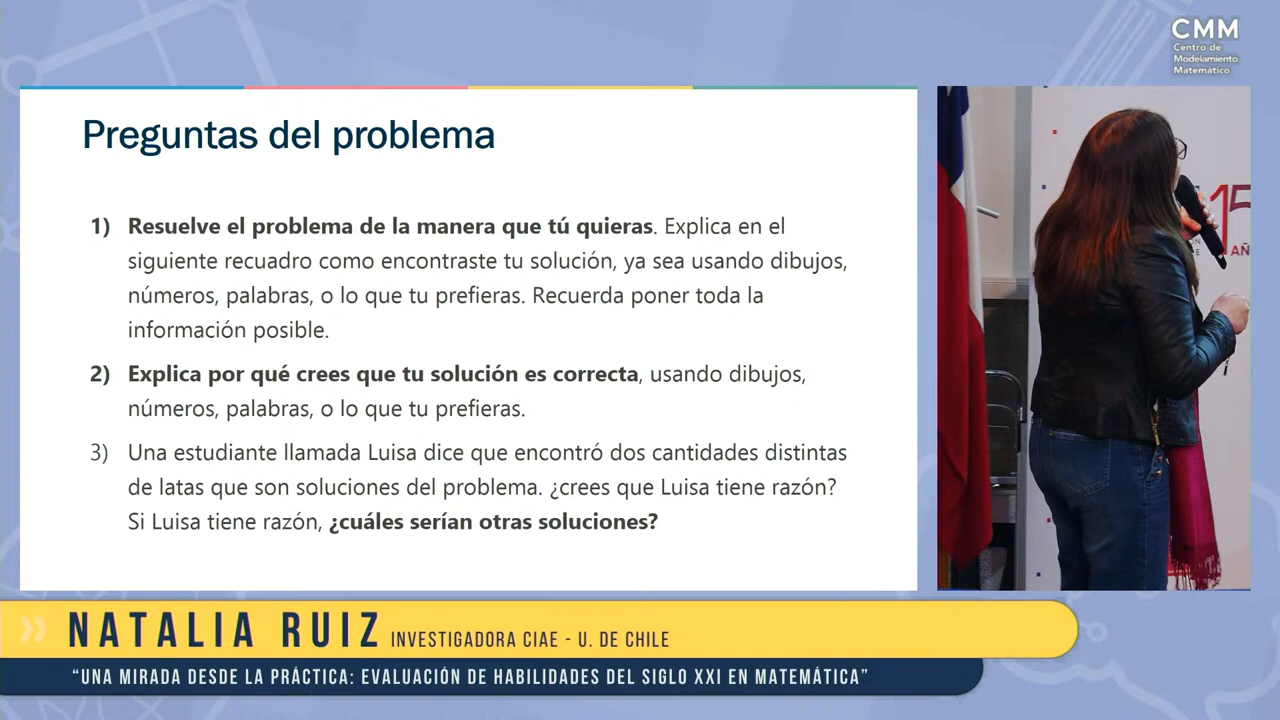 CMM
Centro de
Modelamiento
Matemático
Preguntas del problema
1) Resuelve el problema de la manera que tú quieras. Explica en el
siguiente recuadro como encontraste tu solución, ya sea usando dibujos,
números, palabras, o lo que tu prefieras. Recuerda poner toda la
información posible.
2) Explica por qué crees que tu solución es correcta, usando dibujos,
números, palabras, o lo que tu prefieras.
3) Una estudiante llamada Luisa dice que encontró dos cantidades distintas
de latas que son soluciones del problema. ¿crees que Luisa tiene razón?
Si Luisa tiene razón, ¿cuáles serían otras soluciones?
15
AÑ
NATALIA RUIZ INVESTIGADORA CIAE - U. DE CHILE
“UNA MIRADA DESDE LA PRÁCTICA: EVALUACIÓN DE HABILIDADES DEL SIGLO XXI EN MATEMÁTICA”